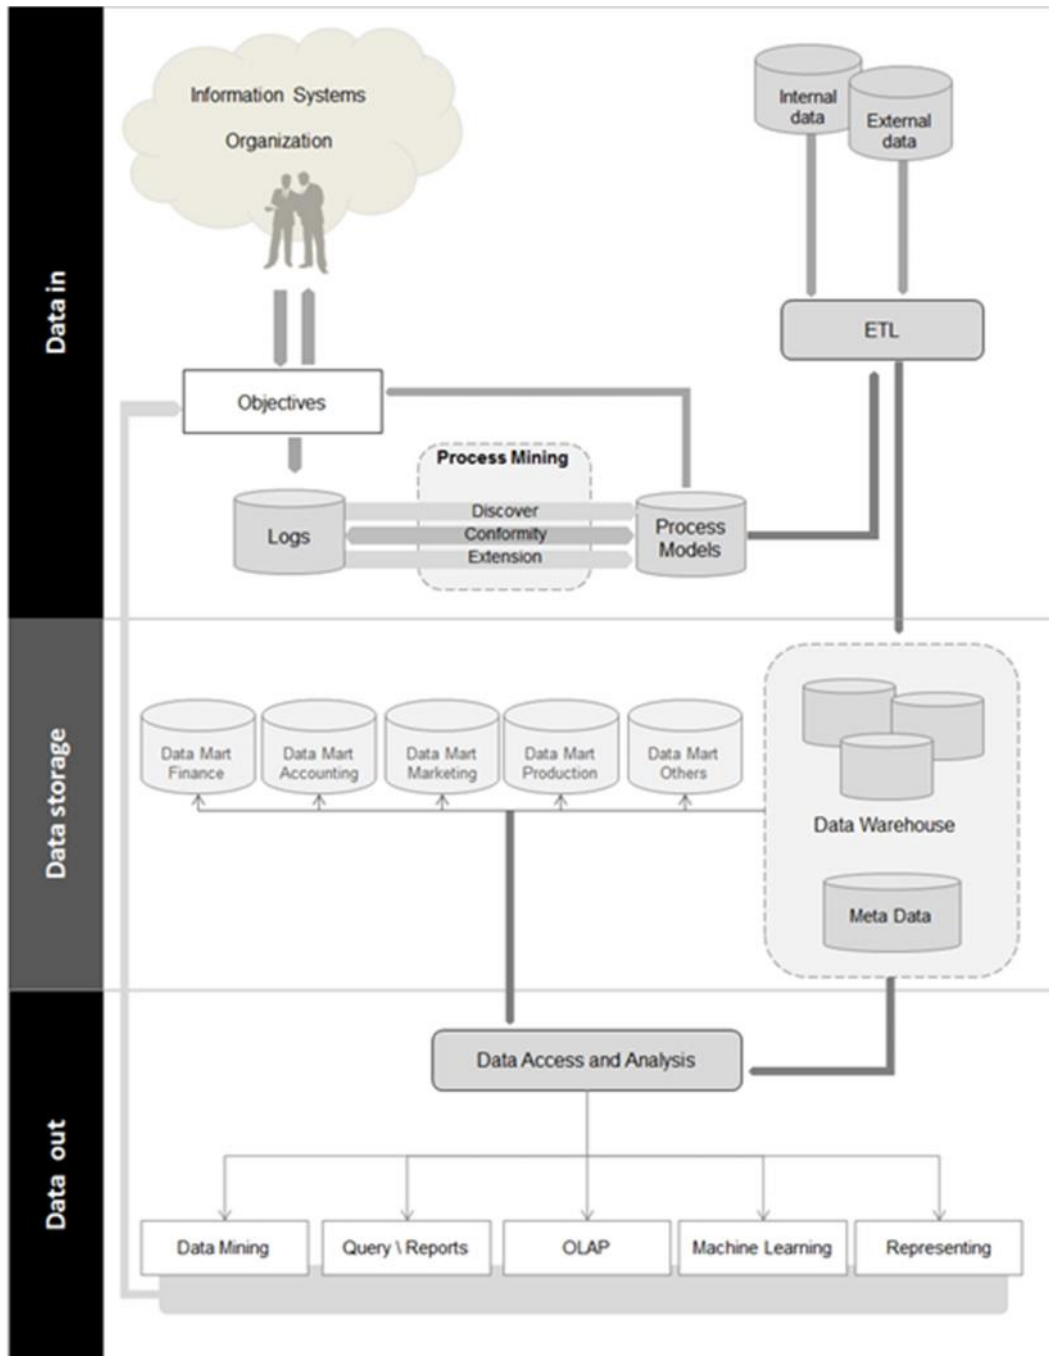 Data in
Information Systems
Organization
Internal
data
External
data
ETL
Objectives
Process Mining
Logs
Discover
Conformity
Extension
Process
Models
Data storage
Data Mart
Finance
Data Mart
Accounting
Data Mart
Marketing
Data Mart
Production
Data Mart
Others
Data Warehouse
Meta Data
Data out
Data Access and Analysis
Data Mining
Query \ Reports
OLAP
Machine Learning
Representing